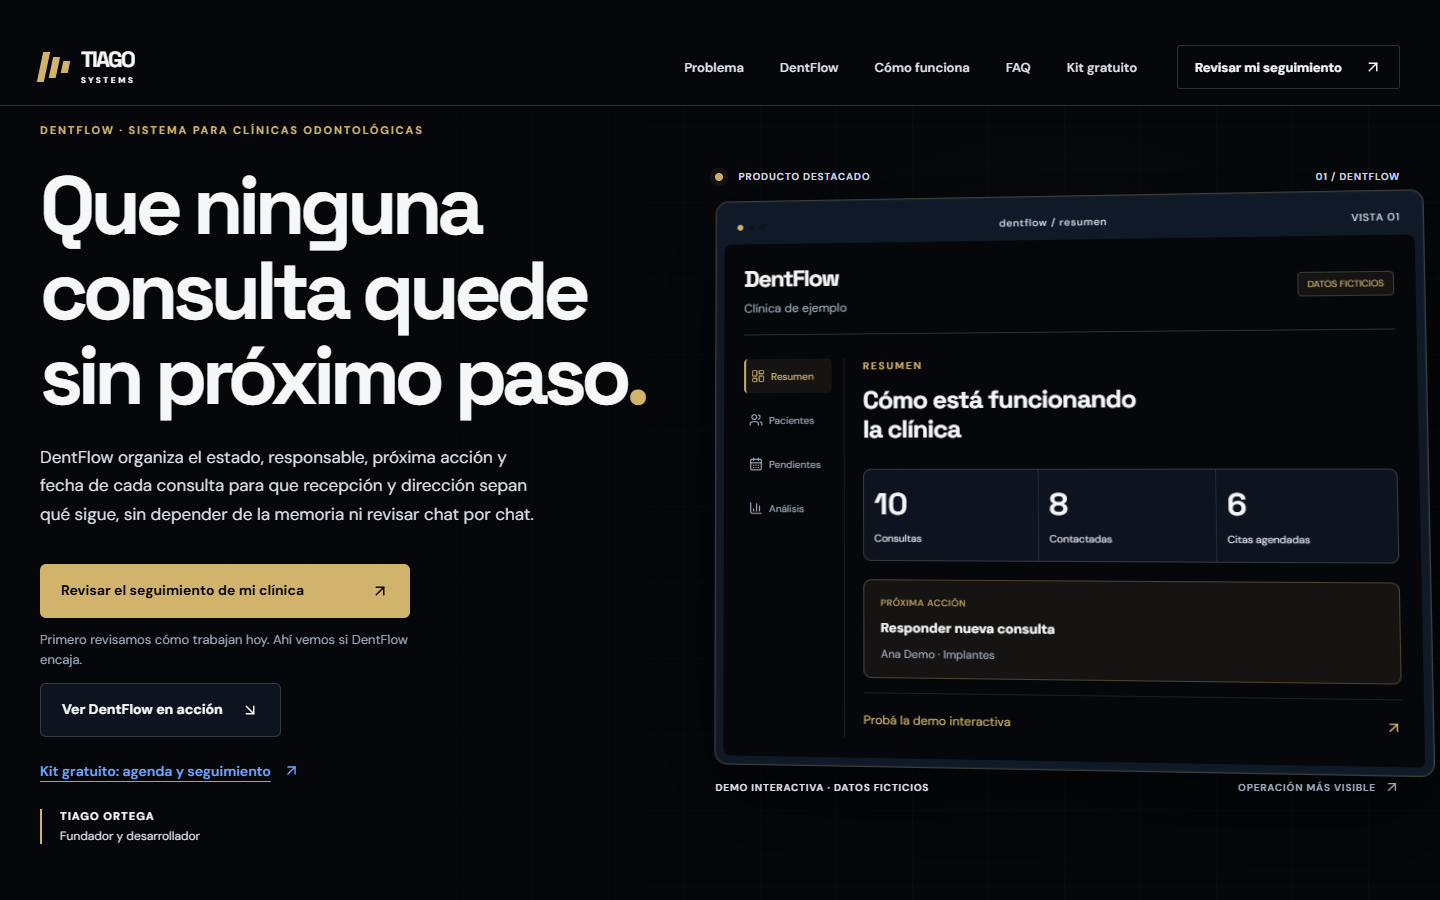 TIAGO
SYSTEMS
Problema
DentFlow
Cómo funciona
FAQ
Kit gratuito
Revisar mi seguimiento
DENTFLOW · SISTEMA PARA CLÍNICAS ODONTOLÓGICAS
Que ninguna
consulta quede
sin próximo paso.
DentFlow organiza el estado, responsable, próxima acción y
fecha de cada consulta para que recepción y dirección sepan
qué sigue, sin depender de la memoria ni revisar chat por chat.
Revisar el seguimiento de mi clínica
Primero revisamos cómo trabajan hoy. Ahí vemos si DentFlow
encaja.
Ver DentFlow en acción
Kit gratuito: agenda y seguimiento
TIAGO ORTEGA
Fundador y desarrollador
PRODUCTO DESTACADO
01 / DENTFLOW
dentflow / resumen
VISTA 01
DentFlow
Clínica de ejemplo
DATOS FICTICIOS
Resumen
Pacientes
Pendientes
Análisis
RESUMEN
Cómo está funcionando
la clínica
10
Consultas
8
Contactadas
6
Citas agendadas
PRÓXIMA ACCIÓN
Responder nueva consulta
Ana Demo · Implantes
Probá la demo interactiva
DEMO INTERACTIVA · DATOS FICTICIOS
OPERACIÓN MÁS VISIBLE